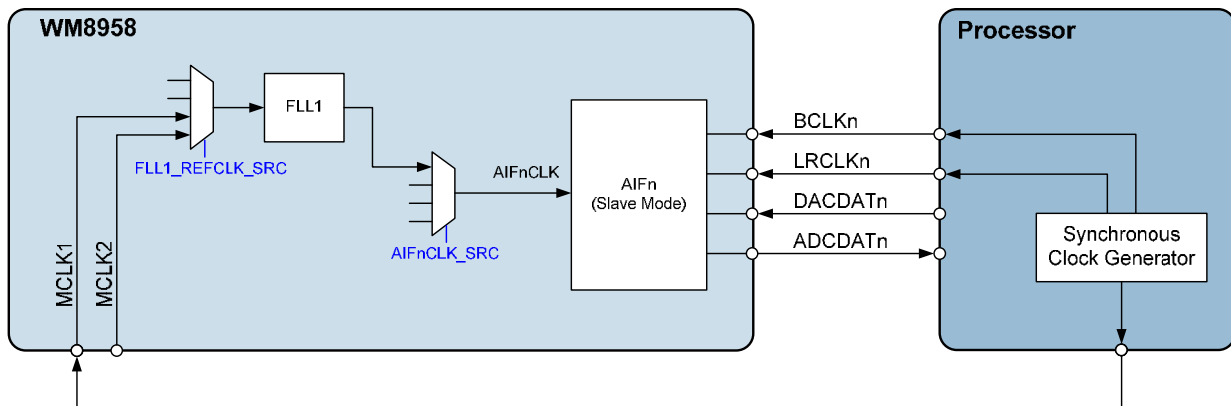 WM8958
Processor
FLL1
FLL1_REFCLK_SRC
AIFnCLK
AIFnCLK_SRC
AIFn
(Slave Mode)
BCLKn
LRCLKn
DACDATn
ADCDATn
Synchronous
Clock Generator
MCLK1
MCLK2